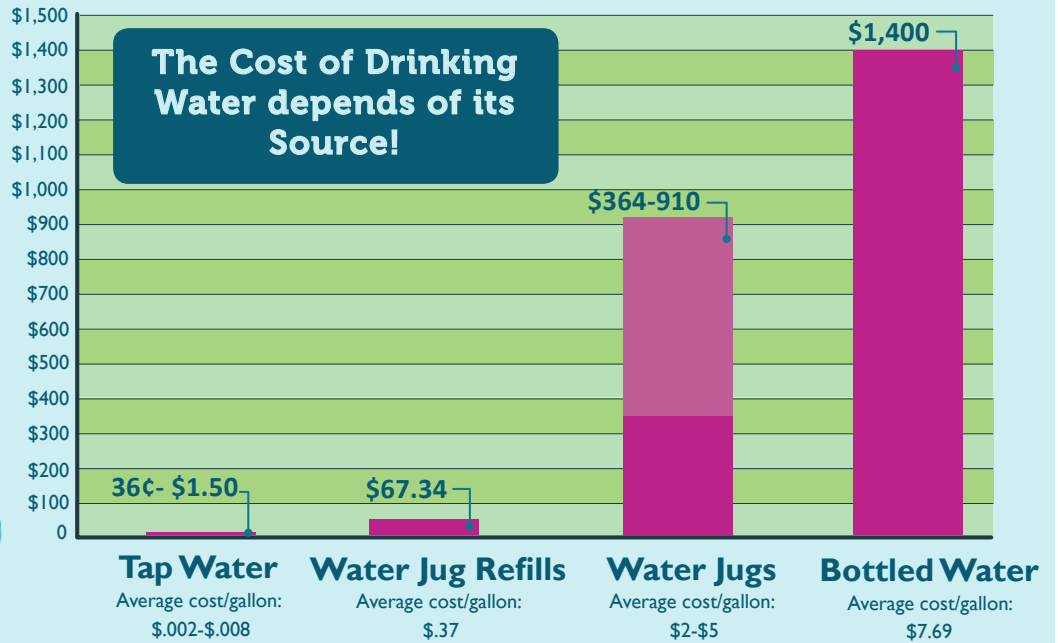 $1,500
$1,400
$1,300
$1,200
$1,100
$1,000
$900
$800
$700
$600
$500
$400
$300
$200
$100
0
The Cost of Drinking
Water depends of its
Source!
36¢- $1.50
$67.34
$364-910
$1,400
Tap Water
Average cost/gallon:
$.002-$.008
Water Jug Refills
Average cost/gallon:
$.37
Water Jugs
Average cost/gallon:
$2-$5
Bottled Water
Average cost/gallon:
$7.69